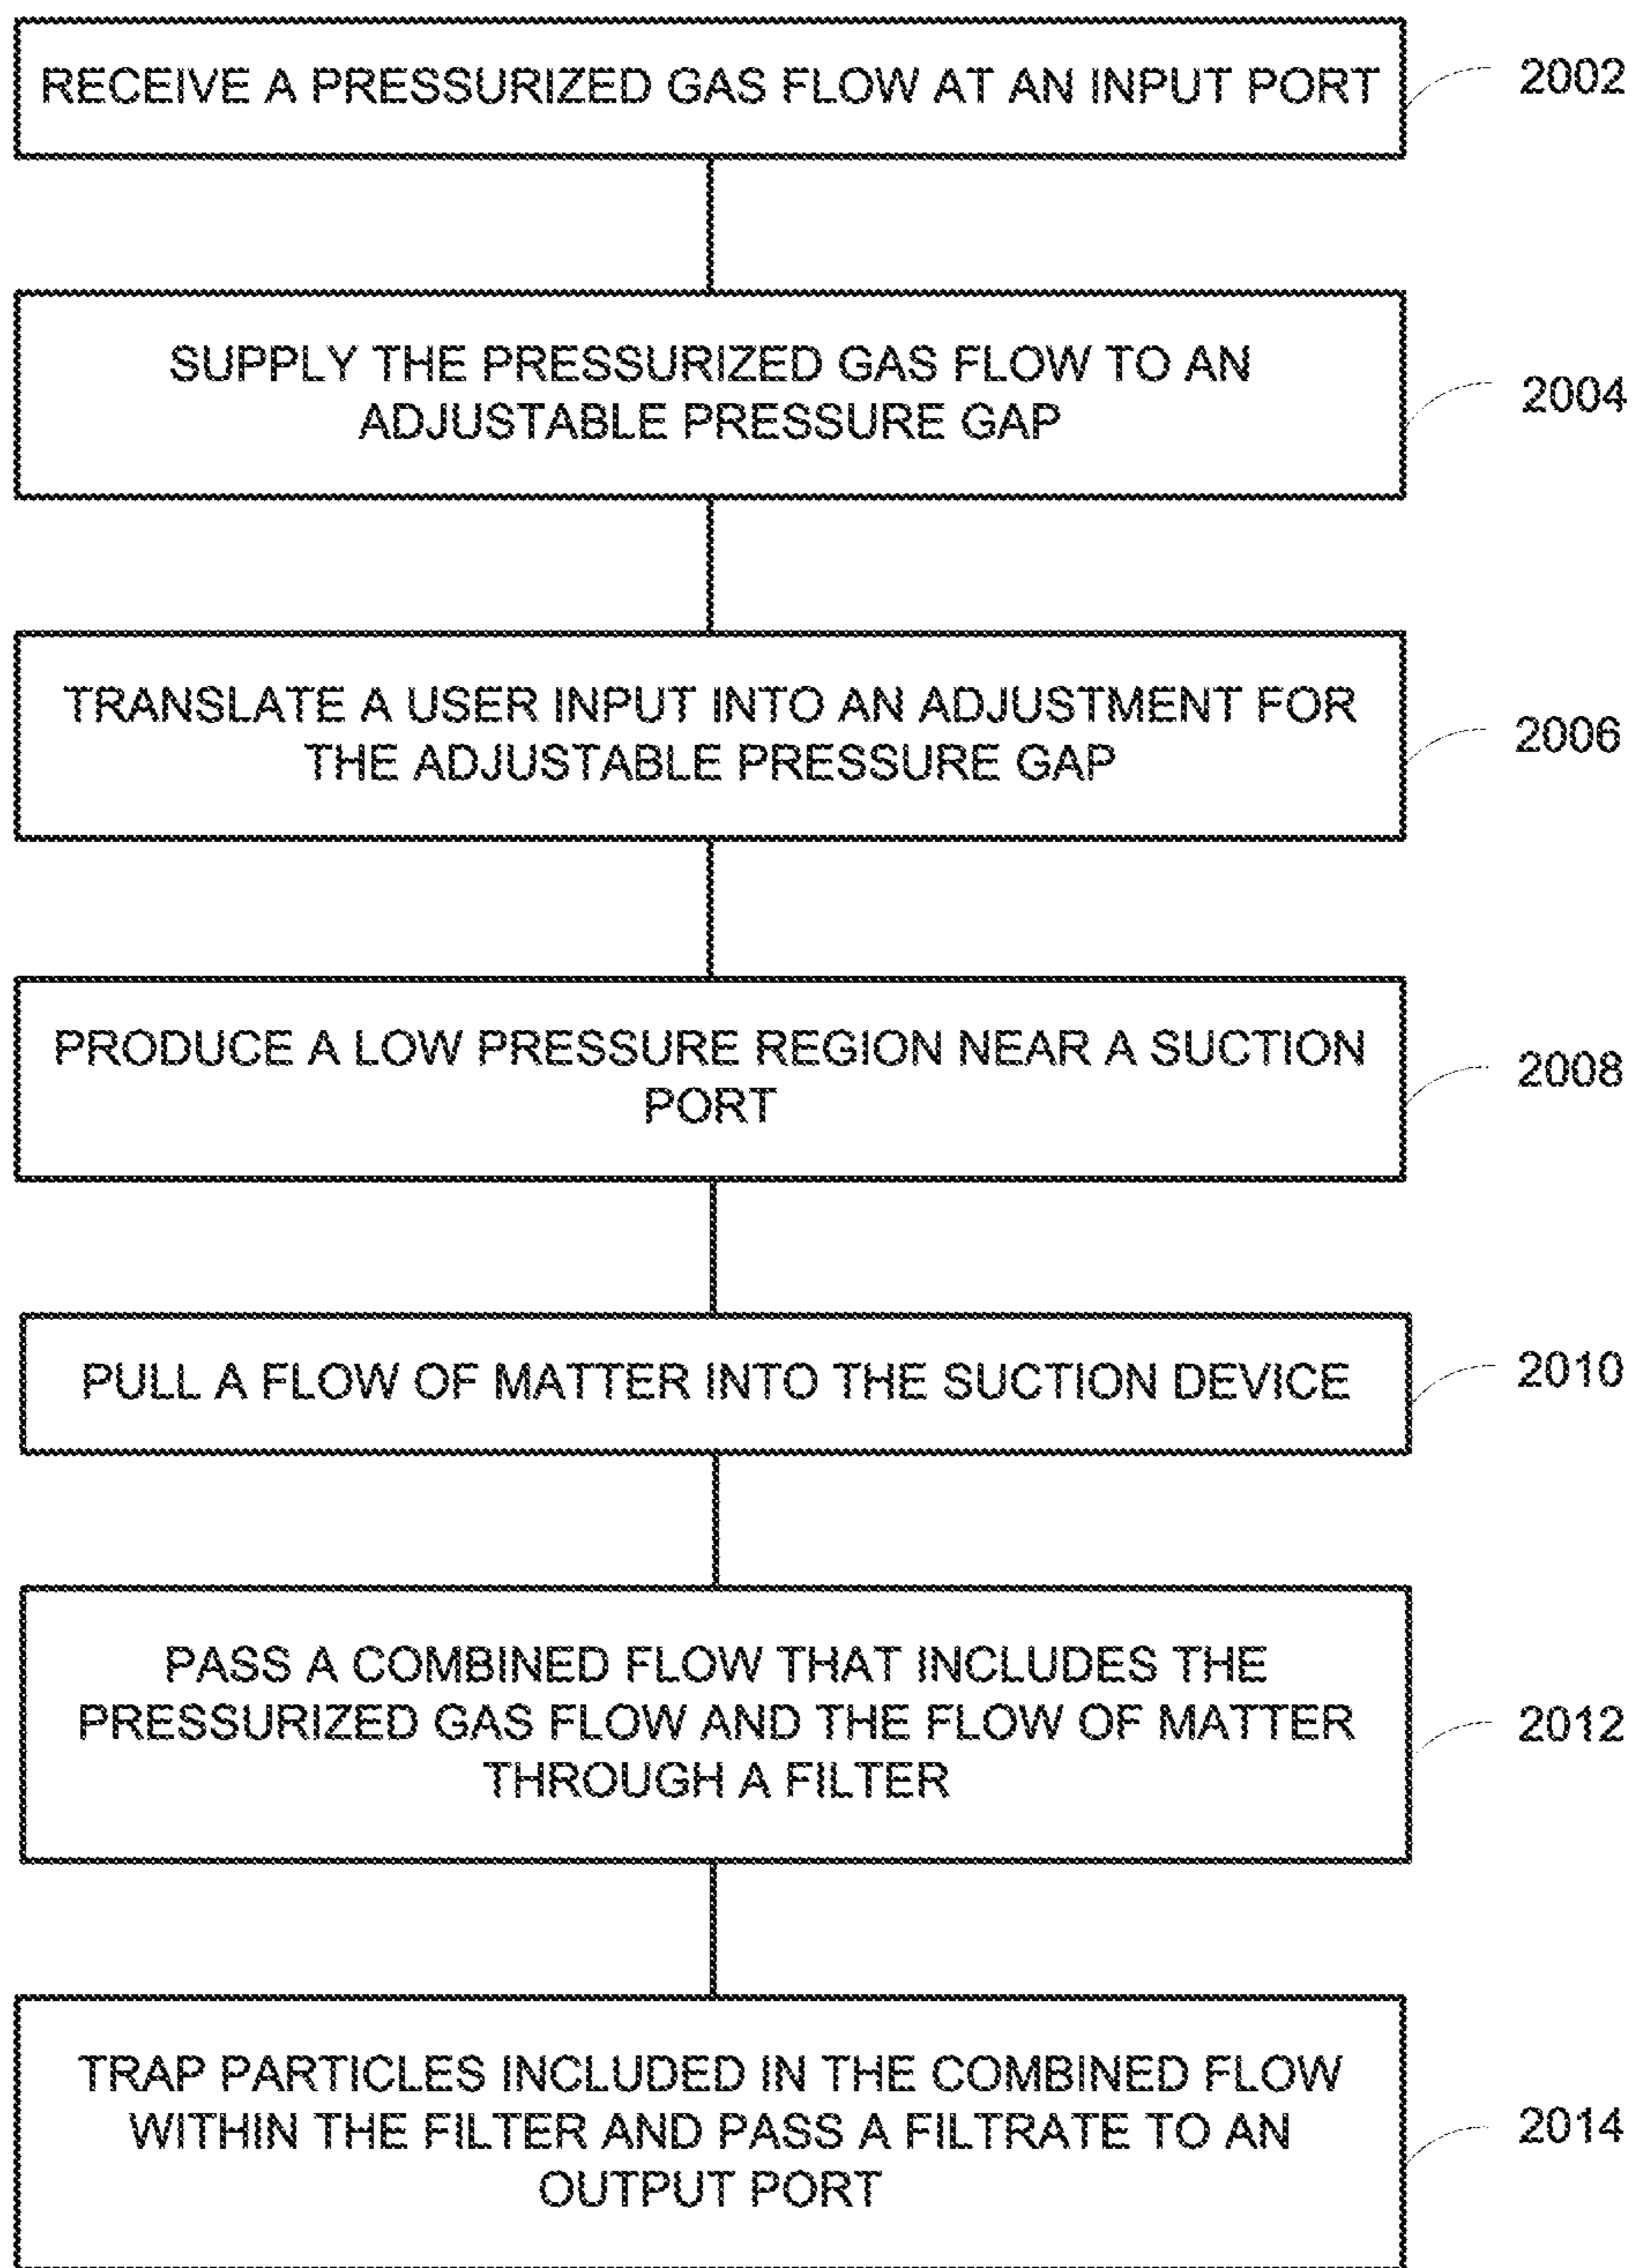 RECEIVE A PRESSURIZED GAS FLOW AT AN INPUT PORT
2002
SUPPLY THE PRESSURIZED GAS FLOW TO AN
ADJUSTABLE PRESSURE GAP
2004
TRANSLATE A USER INPUT INTO AN ADJUSTMENT FOR
THE ADJUSTABLE PRESSURE GAP
2006
PRODUCE A LOW PRESSURE REGION NEAR A SUCTION
PORT
2008
PULL A FLOW OF MATTER INTO THE SUCTION DEVICE
2010
PASS A COMBINED FLOW THAT INCLUDES THE
PRESSURIZED GAS FLOW AND THE FLOW OF MATTER
THROUGH A FILTER
2012
TRAP PARTICLES INCLUDED IN THE COMBINED FLOW
WITHIN THE FILTER AND PASS A FILTRATE TO AN
OUTPUT PORT
2014